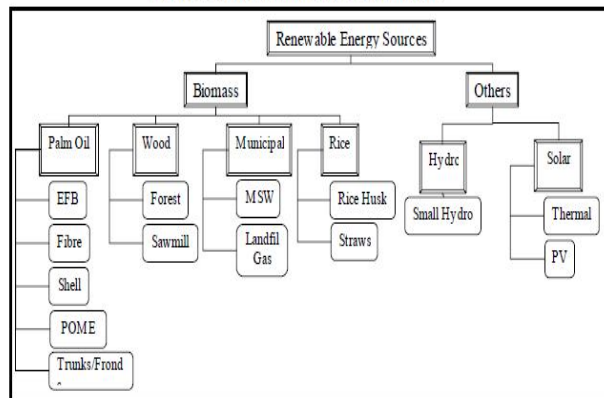 Renewable Energy Sources
Biomass
Others
Palm Oil
Wood
Municipal
Rice
Hydrc
Solar
EFB
Fibre
Shell
POME
Trunks/Frond
Forest
Sawmill
MSW
Landfil
Gas
Rice Husk
Straws
Small Hydro
Thermal
PV